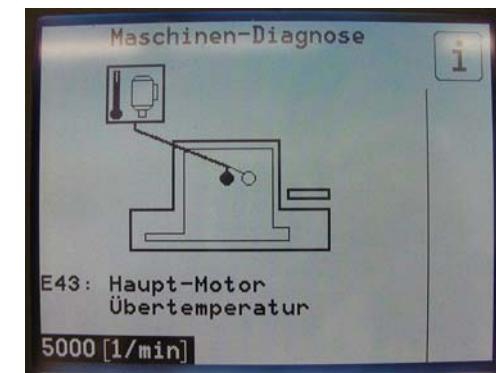 Maschinen-Diagnose
i
E43: Haupt-Motor
Übertemperatur
5000 [1/min]